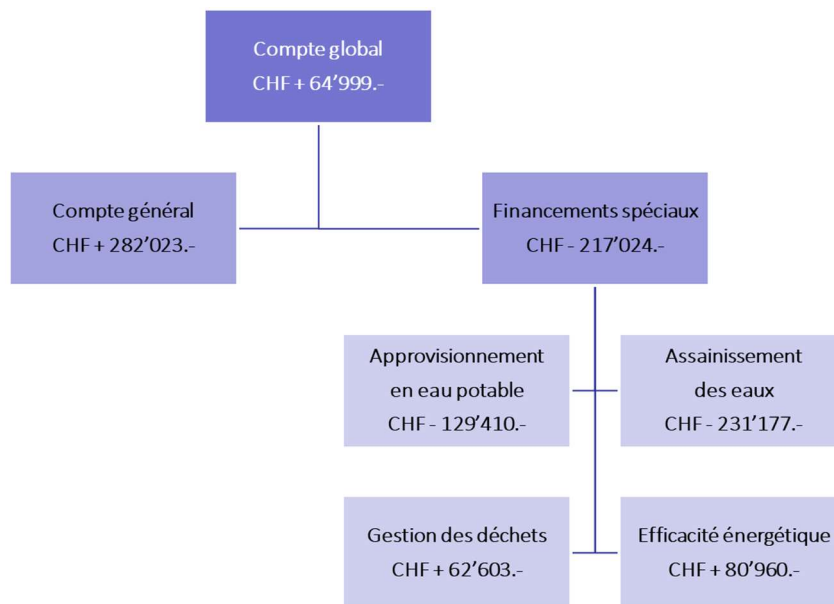 Compte global
CHF + 64’999.-
Compte général
CHF + 282’023.-
Financements spéciaux
CHF - 217’024.-
Approvisionnement
en eau potable
CHF - 129’410.-
Assainissement
des eaux
CHF - 231’177.-
Gestion des déchets
CHF + 62’603.-
Efficacité énergétique
CHF + 80’960.-